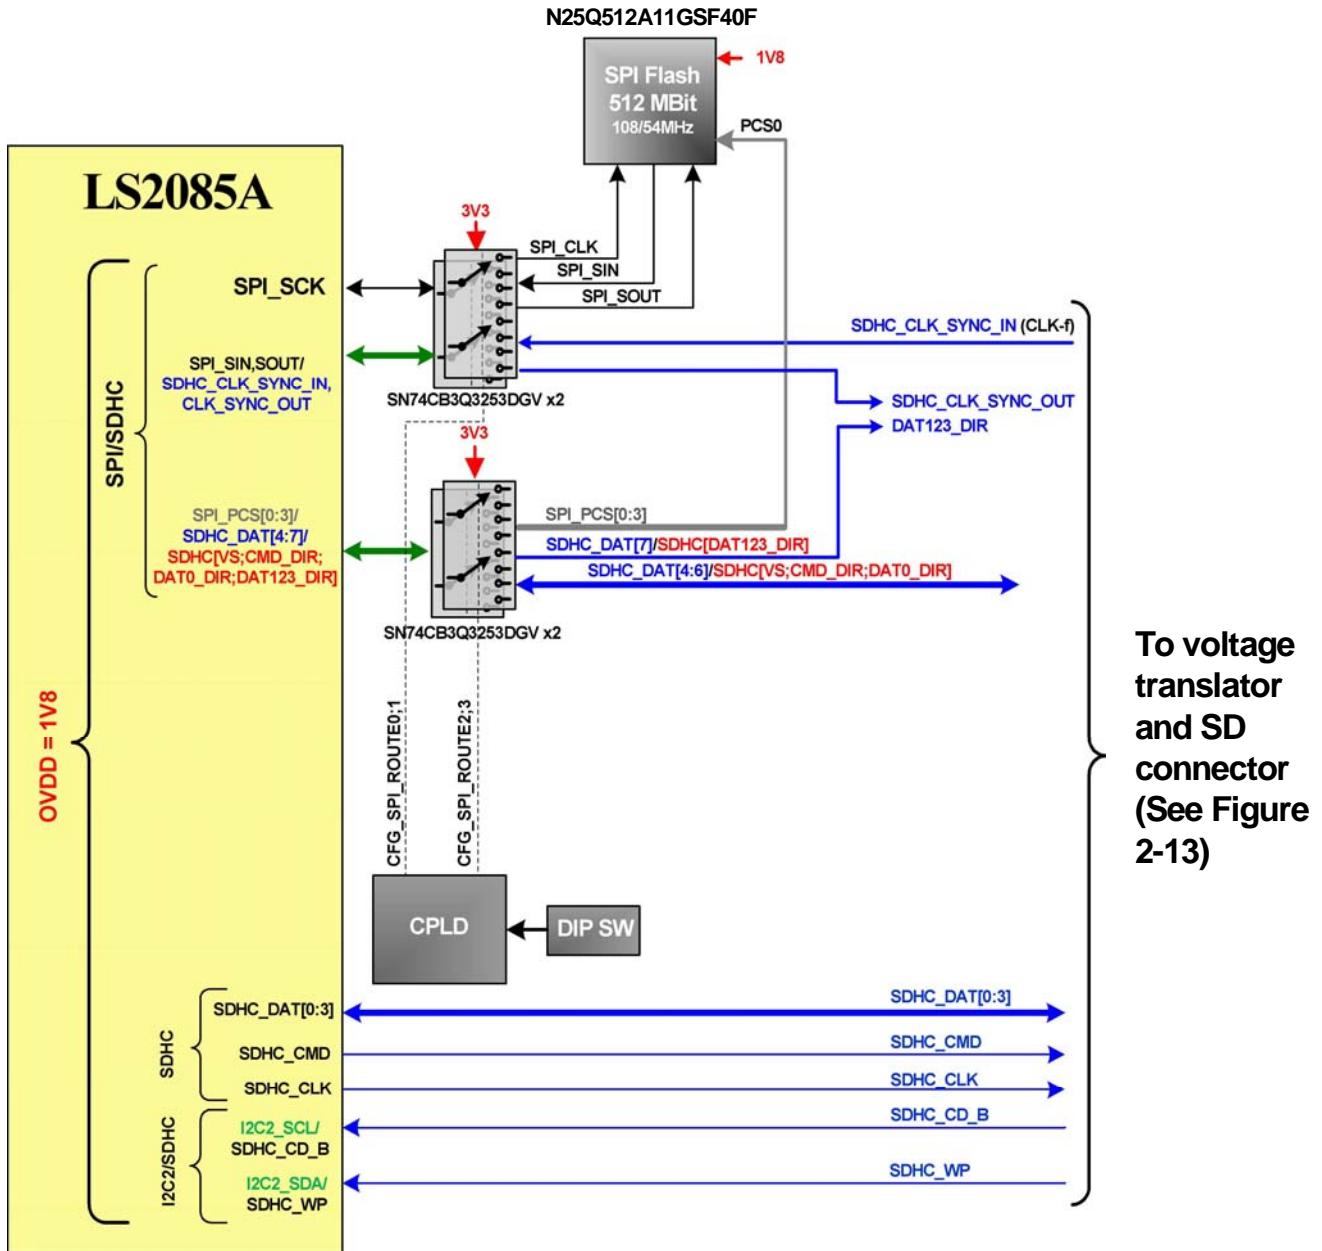 N25Q512A11GSF40F
SPI Flash
512 MBit
108/54MHz
1V8
PCS0
LS2085A
3V3
SPI_CLK
SPI_SIN
SPI_SOUT
SPI_SCK
SPI_SIN,SOUT/
SDHC_CLK_SYNC_IN,
CLK_SYNC_OUT
SPI/SDHC
SN74CB3Q3253DGV x2
SDHC_CLK_SYNC_IN (CLK-f)
SDHC_CLK_SYNC_OUT
DAT123_DIR
3V3
SPI_PCS[0:3]/
SDHC_DAT[4:7]/
SDHC[VS;CMD_DIR;
DAT0_DIR;DAT123_DIR]
SPI_PCS[0:3]
SDHC_DAT[7]/SDHC[DAT123_DIR]
SDHC_DAT[4:6]/SDHC[VS;CMD_DIR;DAT0_DIR]
SN74CB3Q3253DGV x2
To voltage
translator
and SD
connector
(See Figure
2-13)
OVDD = 1V8
CFG_SPI_ROUTE0;1
CFG_SPI_ROUTE2;3
CPLD
DIP SW
SDHC
SDHC_DAT[0:3]
SDHC_DAT[0:3]
SDHC_CMD
SDHC_CMD
SDHC_CLK
SDHC_CLK
I2C2/SDHC
I2C2_SCL/
SDHC_CD_B
SDHC_CD_B
I2C2_SDA/
SDHC_WP
SDHC_WP